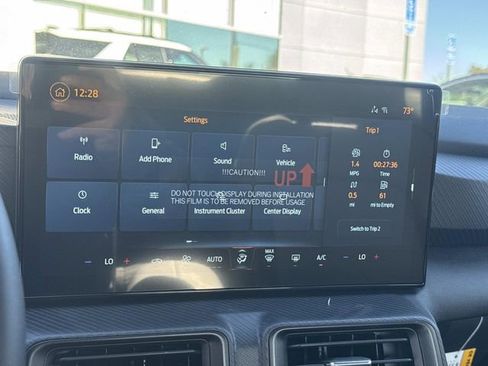 12:28
73°
Settings
Trip 1
Radio
Add Phone
Sound
Vehicle
1.4
00:27:36
MPG
Time
!!!CAUTION!!!
UP
DO NOT TOUCH DISPLAY DURING INSTALLATION
THIS FILM IS TO BE REMOVED BEFORE USAGE
0.5
61
mi
mi to Empty
Clock
General
Instrument Cluster
Center Display
Switch to Trip 2
- LO +
AUTO
MAX
A/C
- LO +